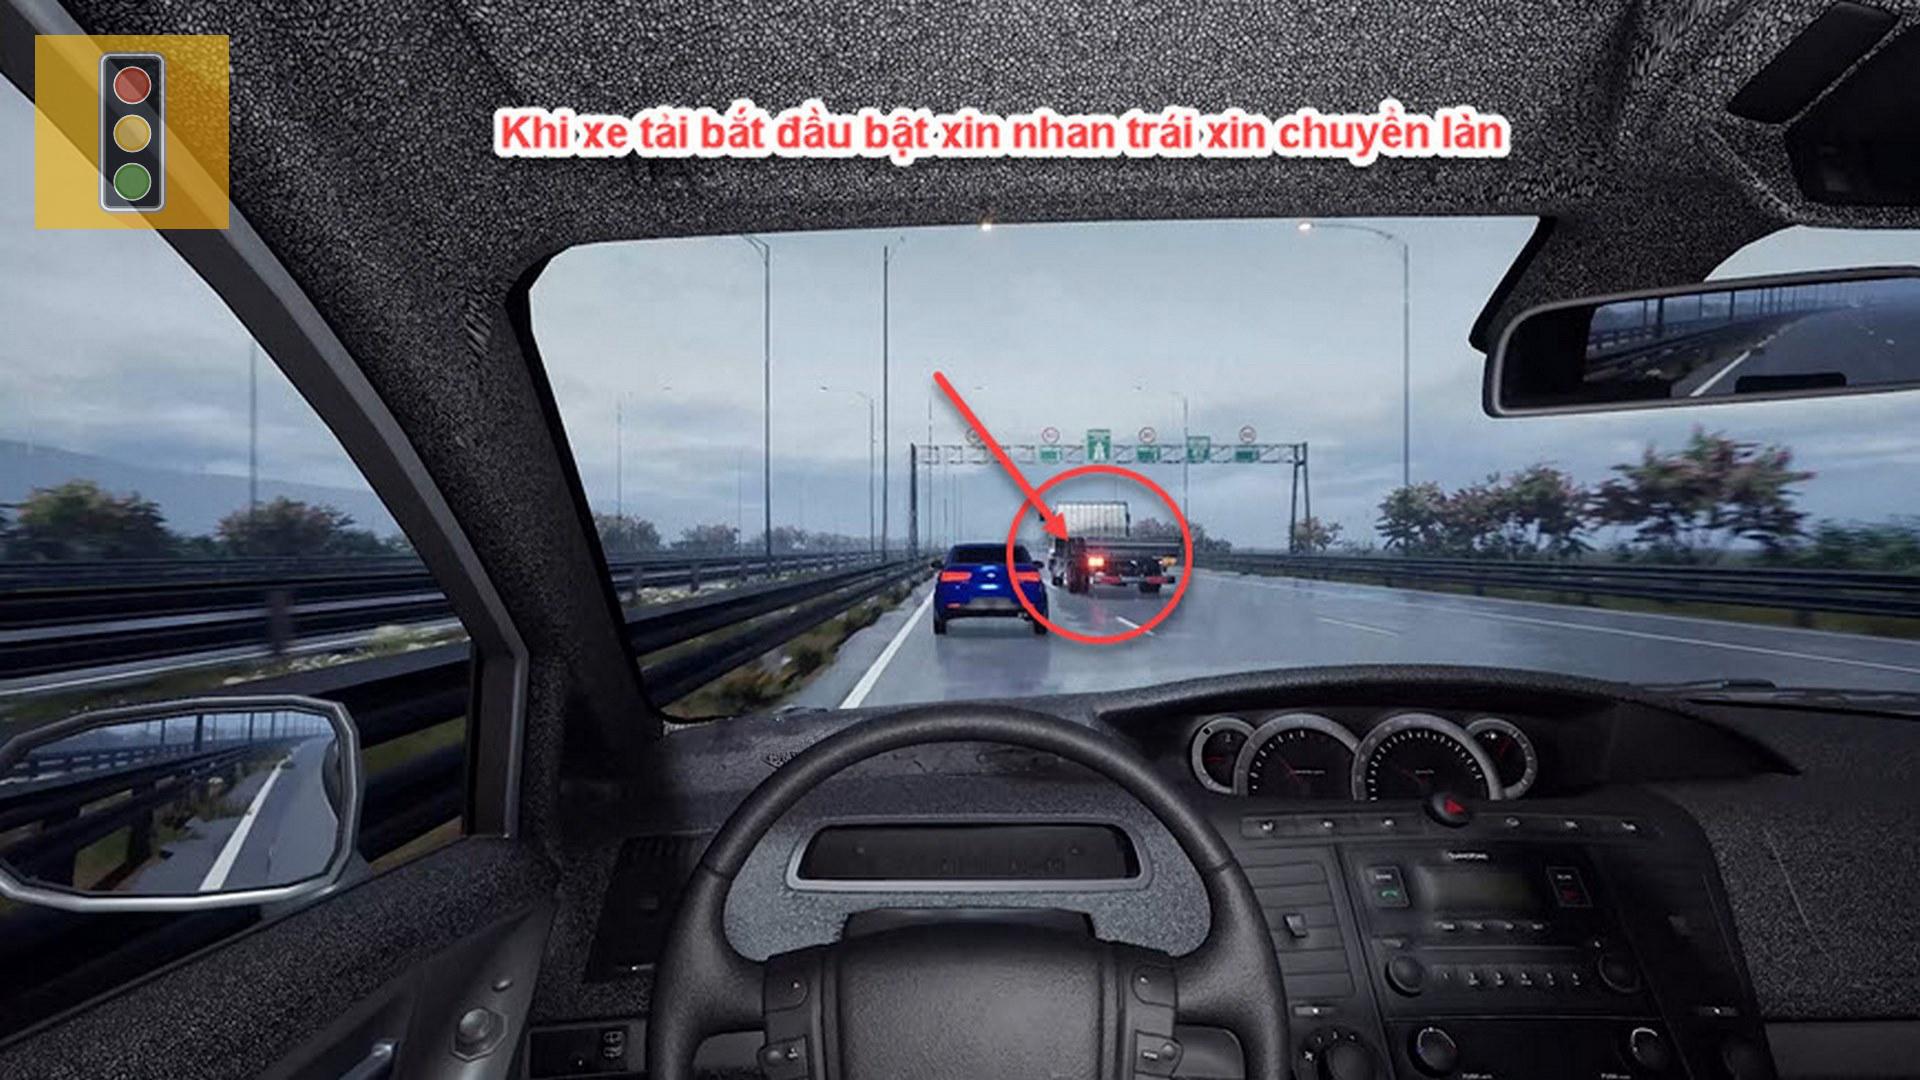 Khi xe tải bắt đầu bật xin nhan trái xin chuyển làn